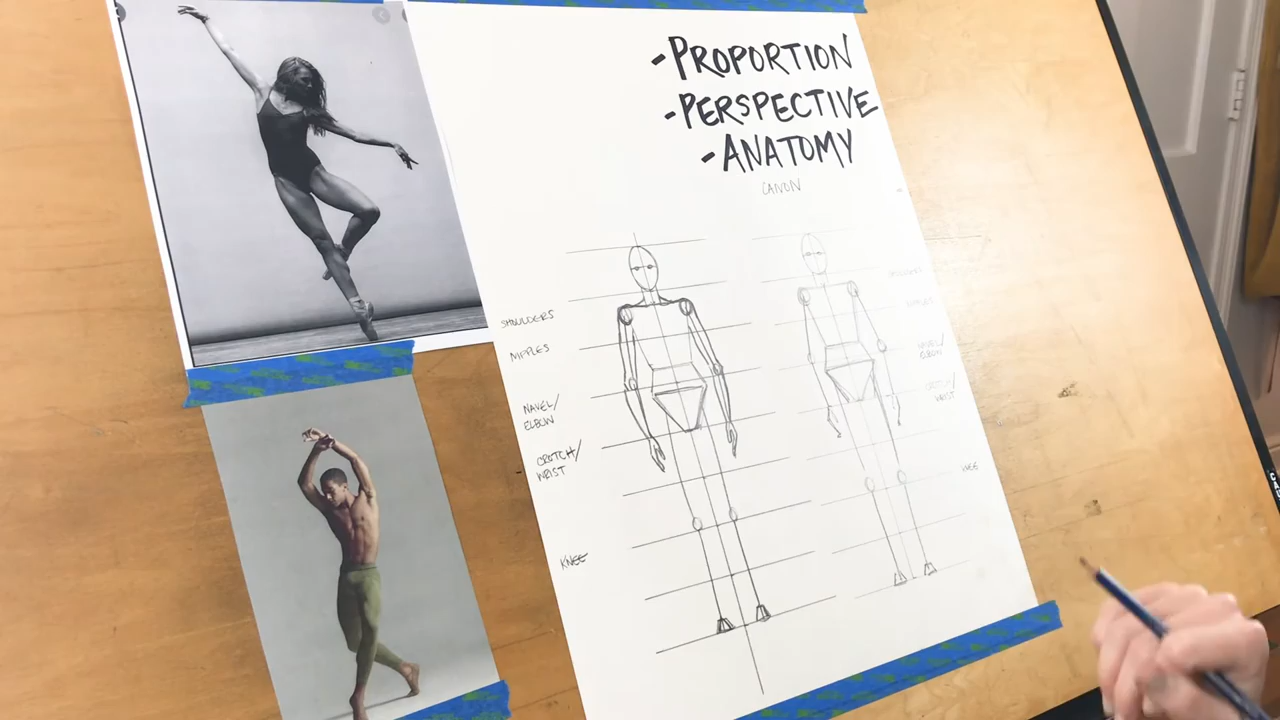 -PROPORTION
-PERSPECTIVE
-ANATOMY
CANON
SHOULDERS
NIPPLES
NAVEL/
ELBOW
CROTCH/
WRIST
KNEE
SHOULDERS
NIPPLES
NAVEL/
ELBOW
CROTCH/
WRIST
KNEE